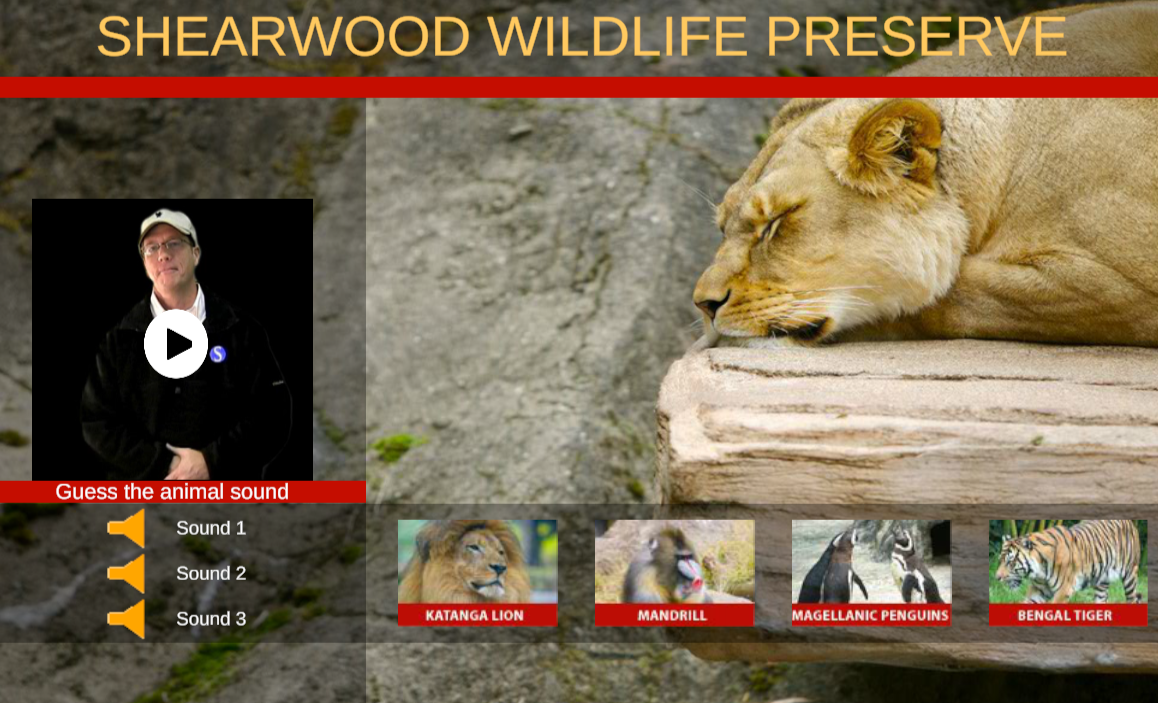 SHEARWOOD WILDLIFE PRESERVE
S
Guess the animal sound
Sound 1
Sound 2
Sound 3
KATANGA LION
MANDRILL
MAGELLANIC PENGUINS
BENGAL TIGER